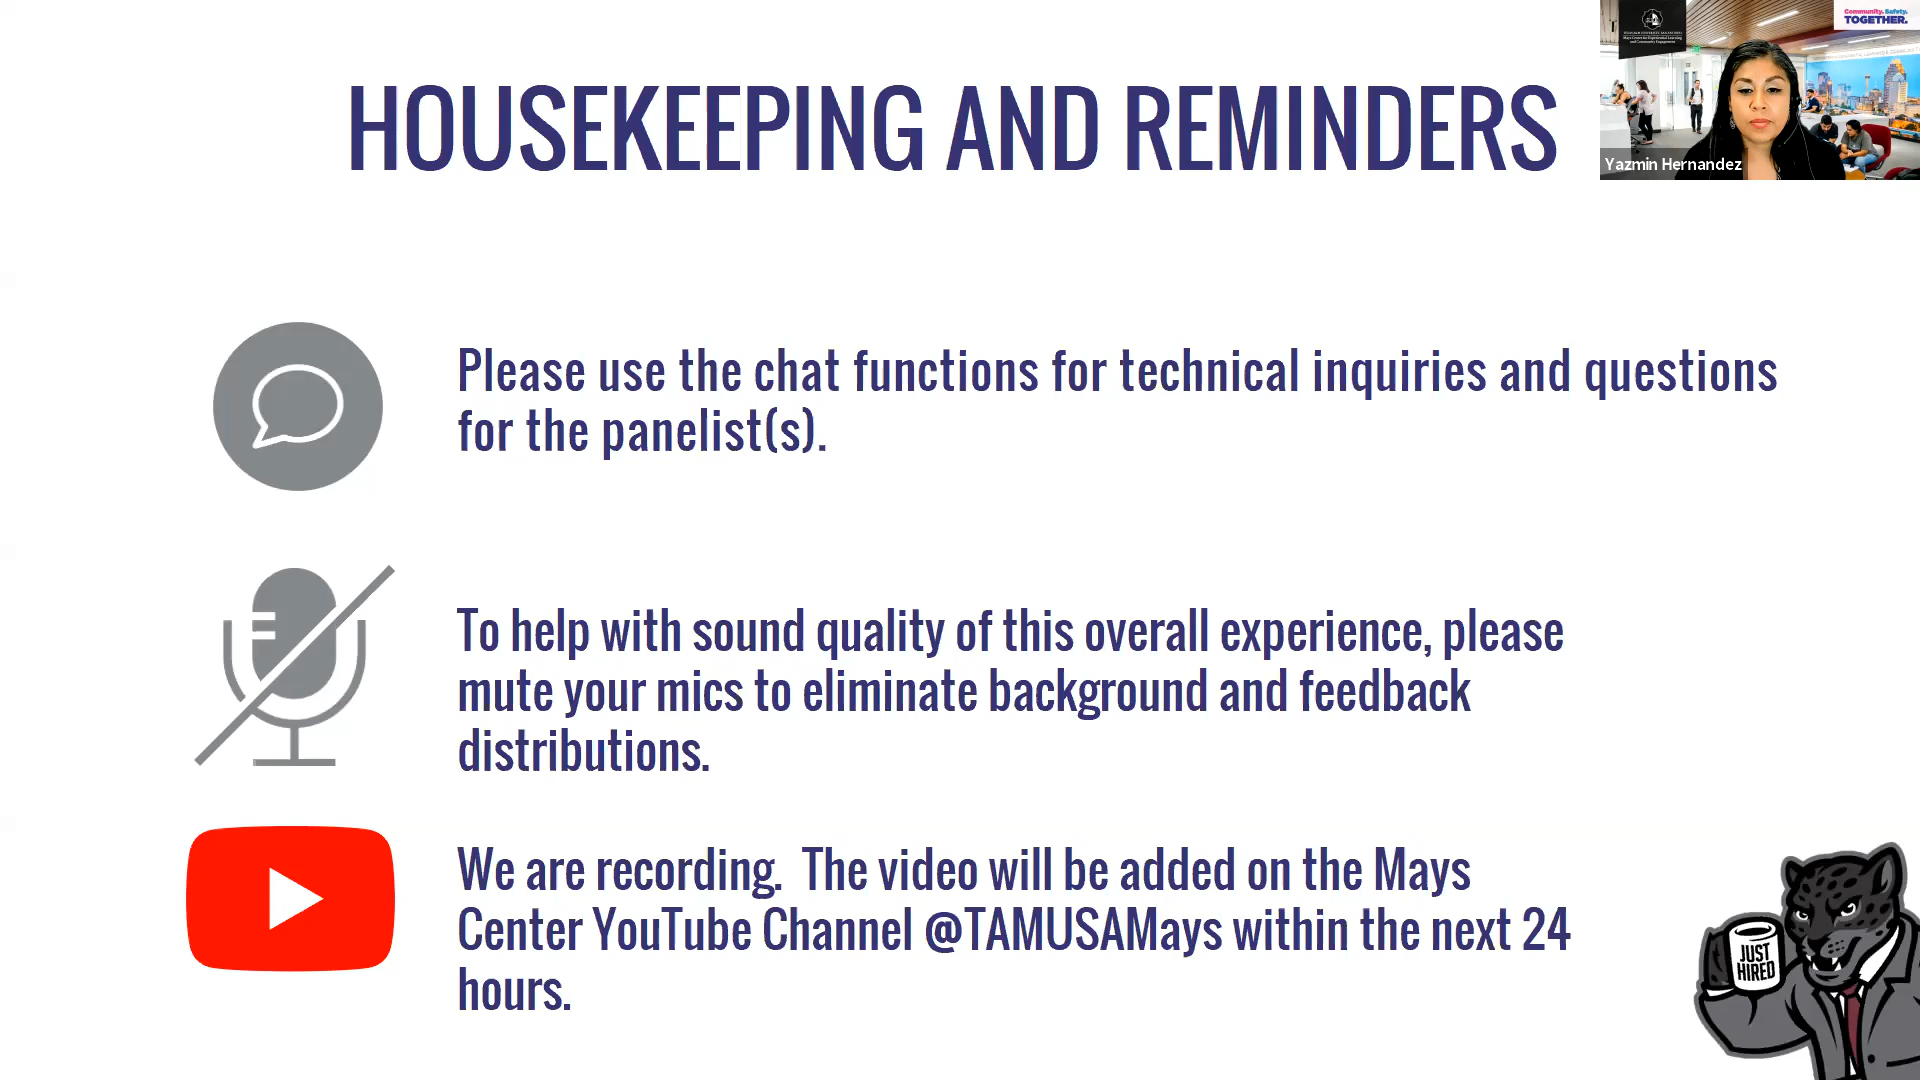 HOUSEKEEPING AND REMINDERS
Community. Safety.
TOGETHER.
Yazmin Hernandez
Please use the chat functions for technical inquiries and questions
for the panelist(s).
To help with sound quality of this overall experience, please
mute your mics to eliminate background and feedback
distributions.
We are recording.  The video will be added on the Mays
Center YouTube Channel @TAMUSAMays within the next 24
hours.
JUST
HIRED